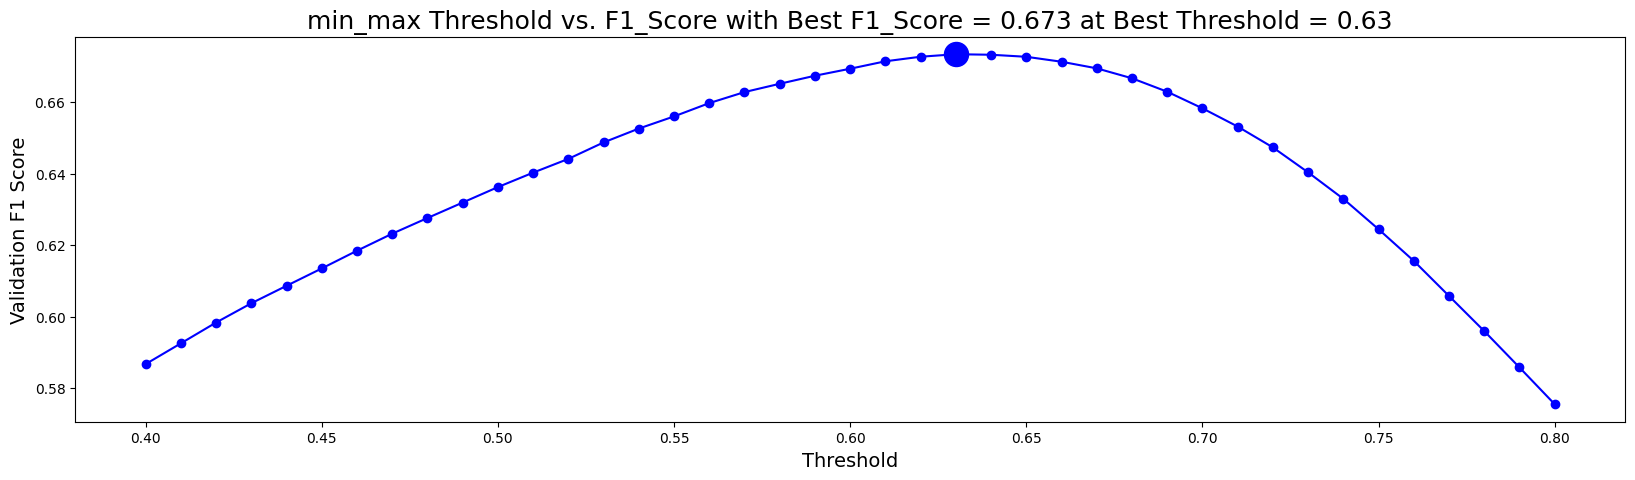 min_max Threshold vs. F1_Score with Best F1_Score = 0.673 at Best Threshold = 0.63
Validation F1 Score
0.66
0.64
0.62
0.60
0.58
0.40 0.45 0.50 0.55 0.60 0.65 0.70 0.75 0.80
Threshold